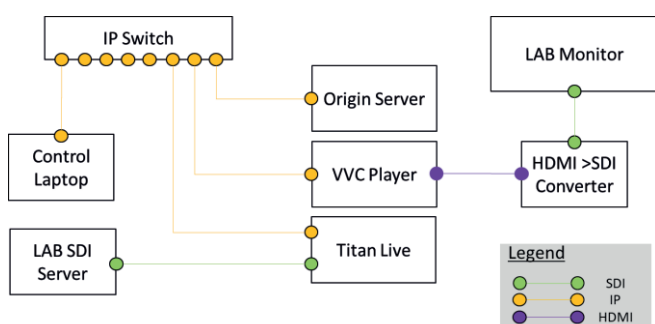 IP Switch
LAB Monitor
Origin Server
Control
Laptop
VVC Player
HDMI >SDI
Converter
LAB SDI
Server
Titan Live
Legend
SDI
IP
HDMI